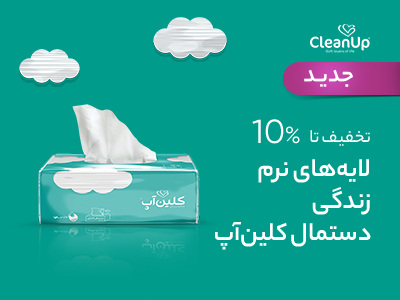 CleanUp
Soft layers of life
جدید
تخفیف تا 10%
لایه‌های نرم
زندگی
دستمال کلین‌آپ
کلین‌آپ